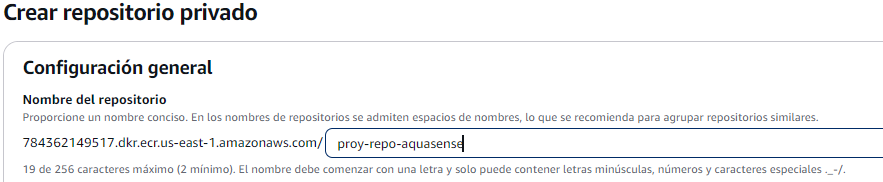 Crear repositorio privado
Configuración general
Nombre del repositorio
Proporcione un nombre conciso. En los nombres de repositorios se admiten espacios de nombres, lo que se recomienda para agrupar repositorios similares.
784362149517.dkr.ecr.us-east-1.amazonaws.com/ proy-repo-aquasense
19 de 256 caracteres máximo (2 mínimo). El nombre debe comenzar con una letra y solo puede contener letras minúsculas, números y caracteres especiales ._-/.